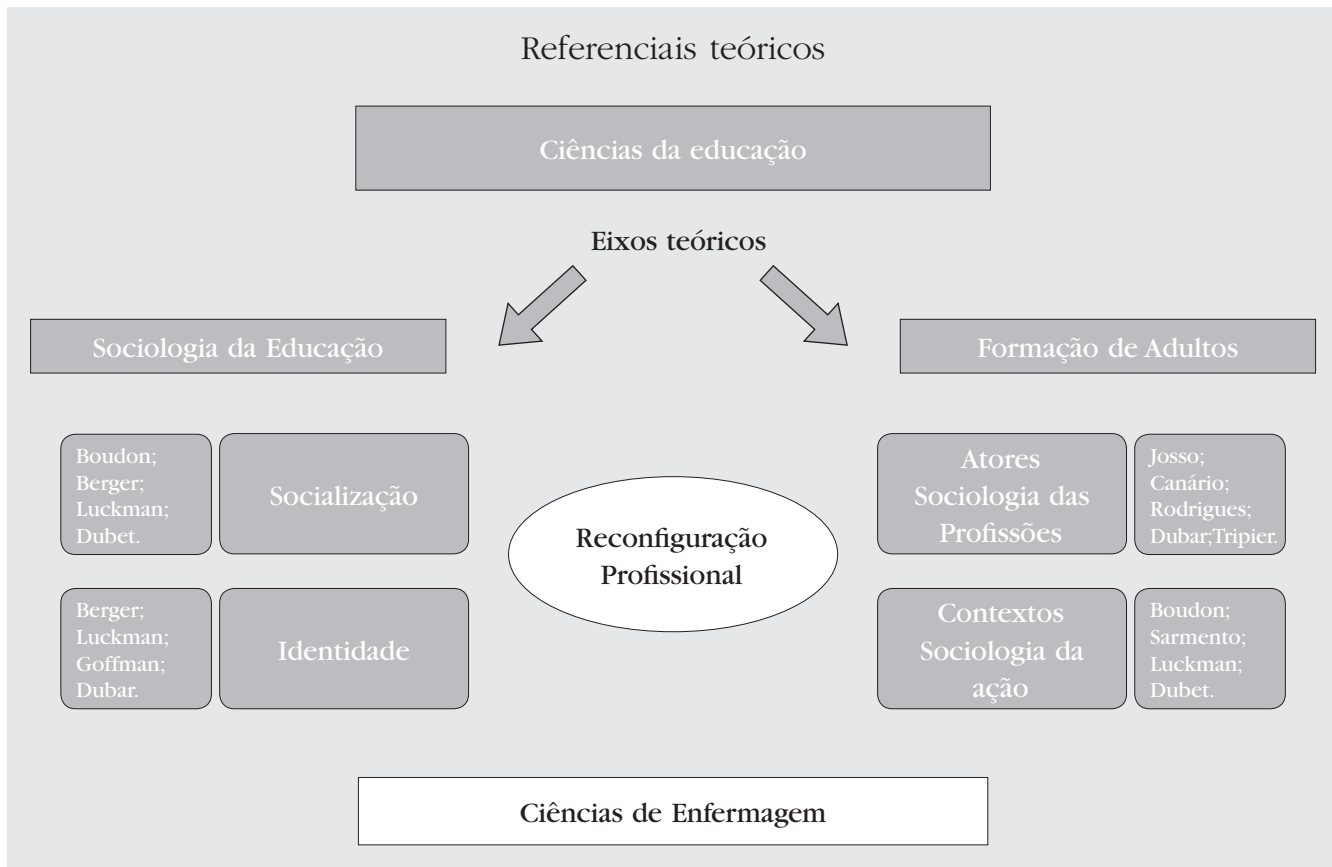 Referenciais teóricos
Ciências da educação
Eixos teóricos
Sociologia da Educação
Formação de Adultos
Boudon;
Berger;
Luckman;
Dubet.
Socialização
Berger;
Luckman;
Goffman;
Dubar.
Identidade
Reconfiguração
Profissional
Atores
Sociologia das
Profissões
Josso;
Canário;
Rodrigues;
Dubar;Tripier.
Contextos
Sociologia da
ação
Boudon;
Sarmento;
Luckman;
Dubet.
Ciências de Enfermagem